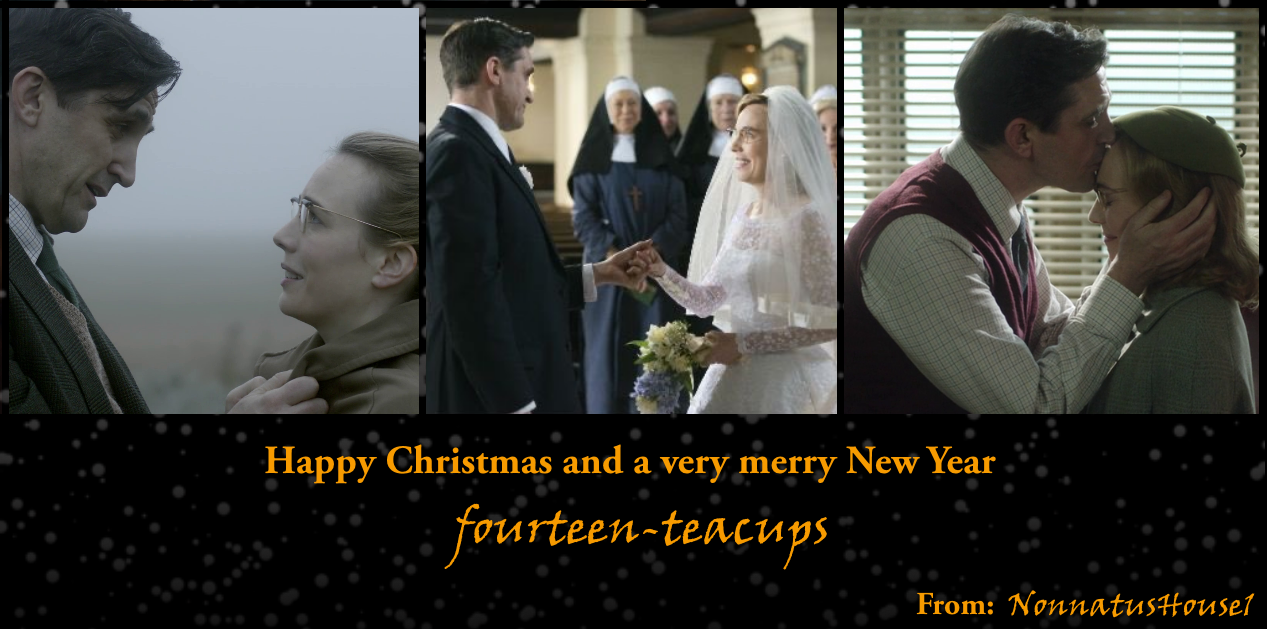 Happy Christmas and a very merry New Year
fourteen-teacups
From: NonnatusHouse1